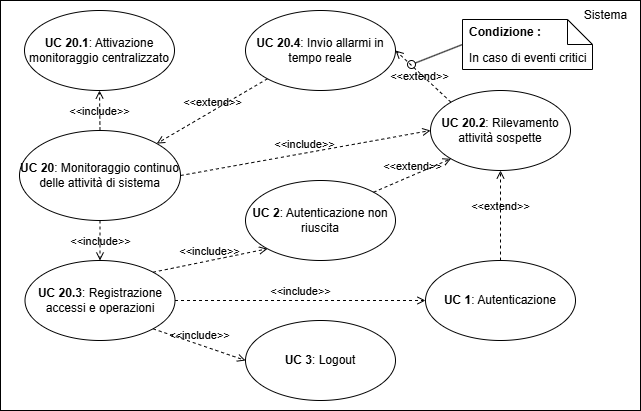 Sistema
UC 20.1: Attivazione
monitoraggio centralizzato
UC 20.4: Invio allarmi in
tempo reale
Condizione :
In caso di eventi critici
<<extend>>
<<include>>
<<extend>>
UC 20.2: Rilevamento
attività sospette
<<include>>
UC 20: Monitoraggio continuo
delle attività di sistema
<<extend>>
UC 2: Autenticazione non
riuscita
<<extend>>
<<include>>
<<include>>
UC 20.3: Registrazione
accessi e operazioni
<<include>>
UC 1: Autenticazione
<<include>>
UC 3: Logout